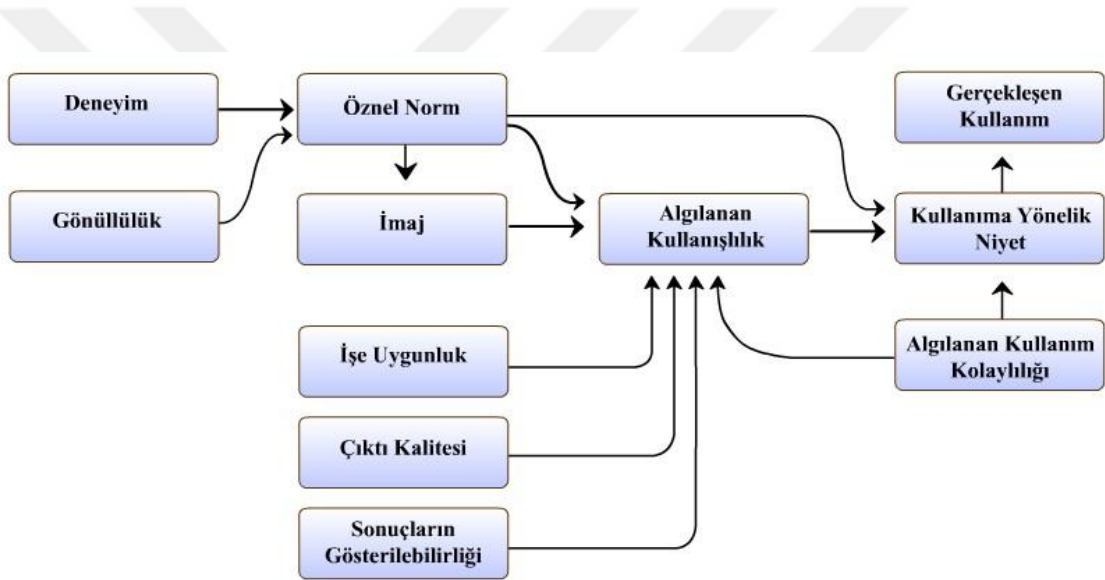 Deneyim
Öznel Norm
Gerçekleşen
Kullanım
Gönüllülük
İmaj
Algılanan
Kullanışlılık
Kullanıma Yönelik
Niyet
İşe Uygunluk
Algılanan Kullanım
Kolaylılığı
Çıktı Kalitesi
Sonuçların
Gösterilebilirliği